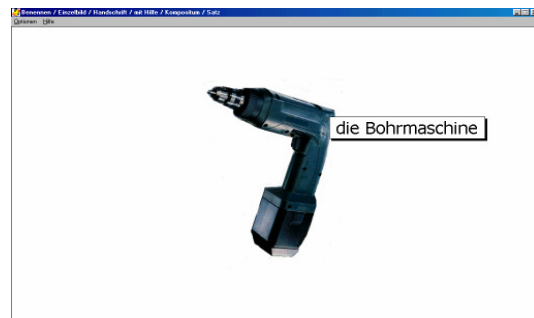 Benennen / Einzelbild / Handschrift / mit Hilfe / Kompositum / Satz
Optionen Hilfe
die Bohrmaschine